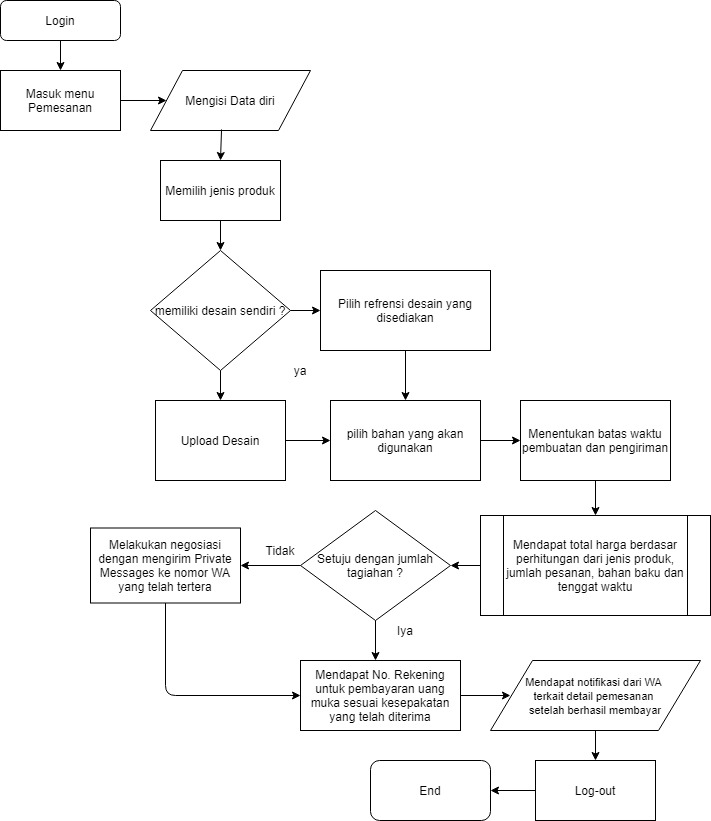 Login
Masuk menu
Pemesanan
Mengisi Data diri
Memilih jenis produk
memiliki desain sendiri ?
Pilih refrensi desain yang
disediakan
ya
Upload Desain
pilih bahan yang akan
digunakan
Menentukan batas waktu
pembuatan dan pengiriman
Mendapat total harga berdasar
perhitungan dari jenis produk,
jumlah pesanan, bahan baku dan
tenggat waktu
Setuju dengan jumlah
tagiahan ?
Tidak
Melakukan negosiasi
dengan mengirim Private
Messages ke nomor WA
yang telah tertera
Iya
Mendapat No. Rekening
untuk pembayaran uang
muka sesuai kesepakatan
yang telah diterima
Mendapat notifikasi dari WA
terkait detail pemesanan
setelah berhasil membayar
Log-out
End